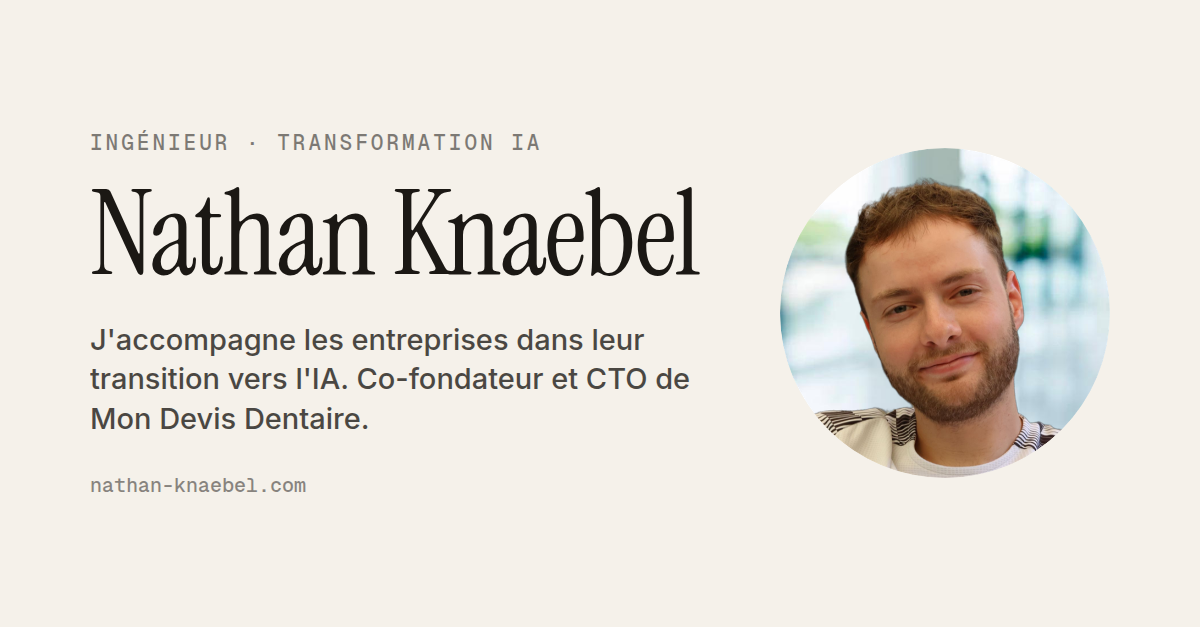 INGÉNIEUR · TRANSFORMATION IA
Nathan Knaebel
J'accompagne les entreprises dans leur
transition vers l'IA. Co-fondateur et CTO de
Mon Devis Dentaire.
nathan-knaebel.com